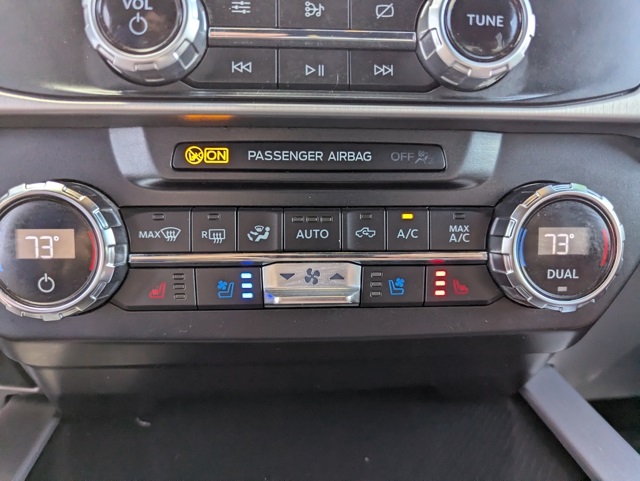 VOL
TUNE
ON PASSENGER AIRBAG OFF
73°
MAX
R
AUTO
A/C
MAX
A/C
73°
DUAL